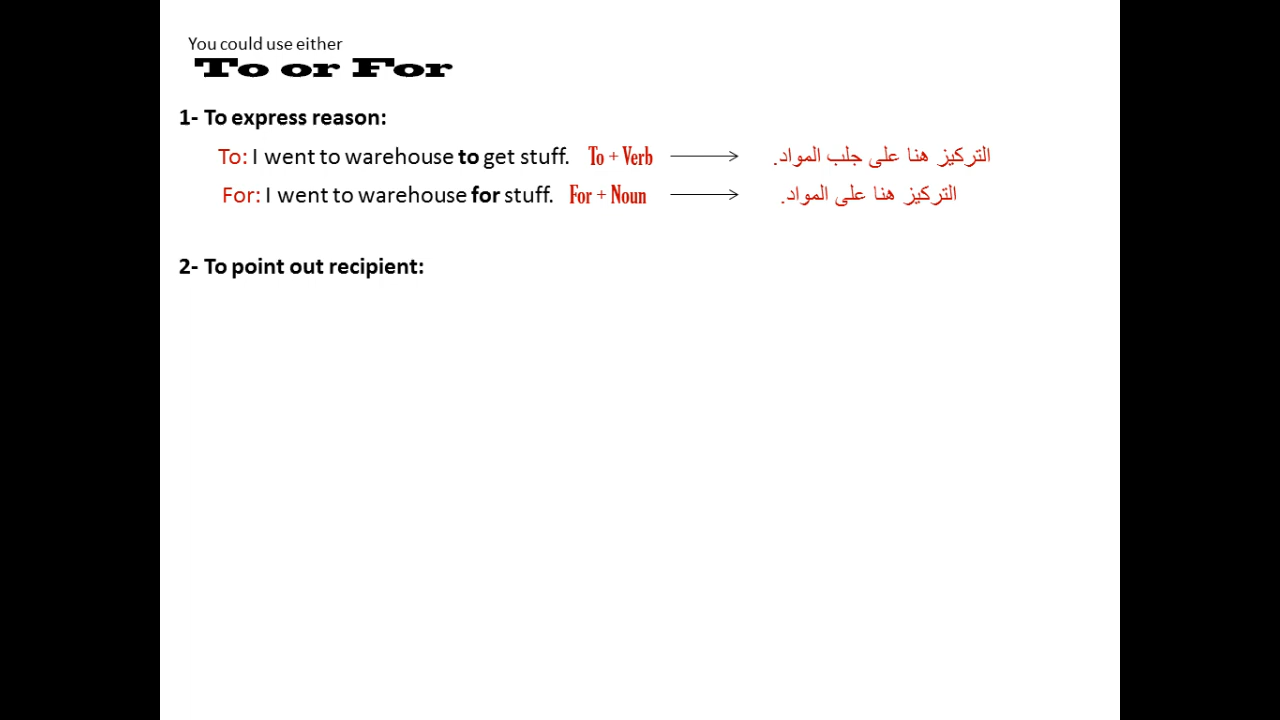 You could use either
To or For
1- To express reason:
To: I went to warehouse to get stuff. To + Verb التركيز هنا على جلب المواد.
For: I went to warehouse for stuff. For + Noun التركيز هنا على المواد.
2- To point out recipient: